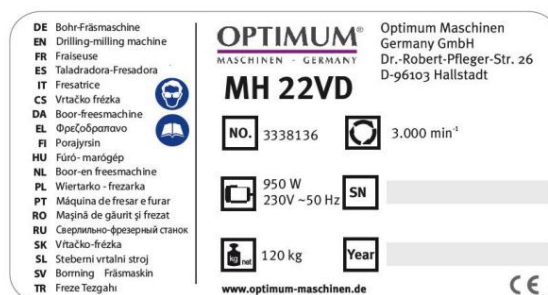 DE Bohr-Fräsmaschine
EN Drilling-milling machine
FR Fraiseuse
ES Taladradora-Fresadora
IT Fresatrice
CS Vrtačko frézka
DA Boor-freesmachine
EL Φρεζοδραπανο
FI Porajyrsin
HU Fúró- marógép
NL Boor-en freesmachine
PL Wiertarko - frezarka
PT Máquina de fresar e furar
RO Maşină de găurit şi frezat
RU Сверлильно-фрезерный станок
SK Vŕtačko-frézka
SL Steberni vrtalni stroj
SV Borrning Fräsmaskin
TR Freze Tezgahı
OPTIMUM®
MASCHINEN - GERMANY
MH 22VD
Optimum Maschinen
Germany GmbH
Dr.-Robert-Pfleger-Str. 26
D-96103 Hallstadt
NO. 3338136
3.000 min⁻¹
950 W
230V ~50 Hz
SN
kg net 120 kg
Year
www.optimum-maschinen.de
CE